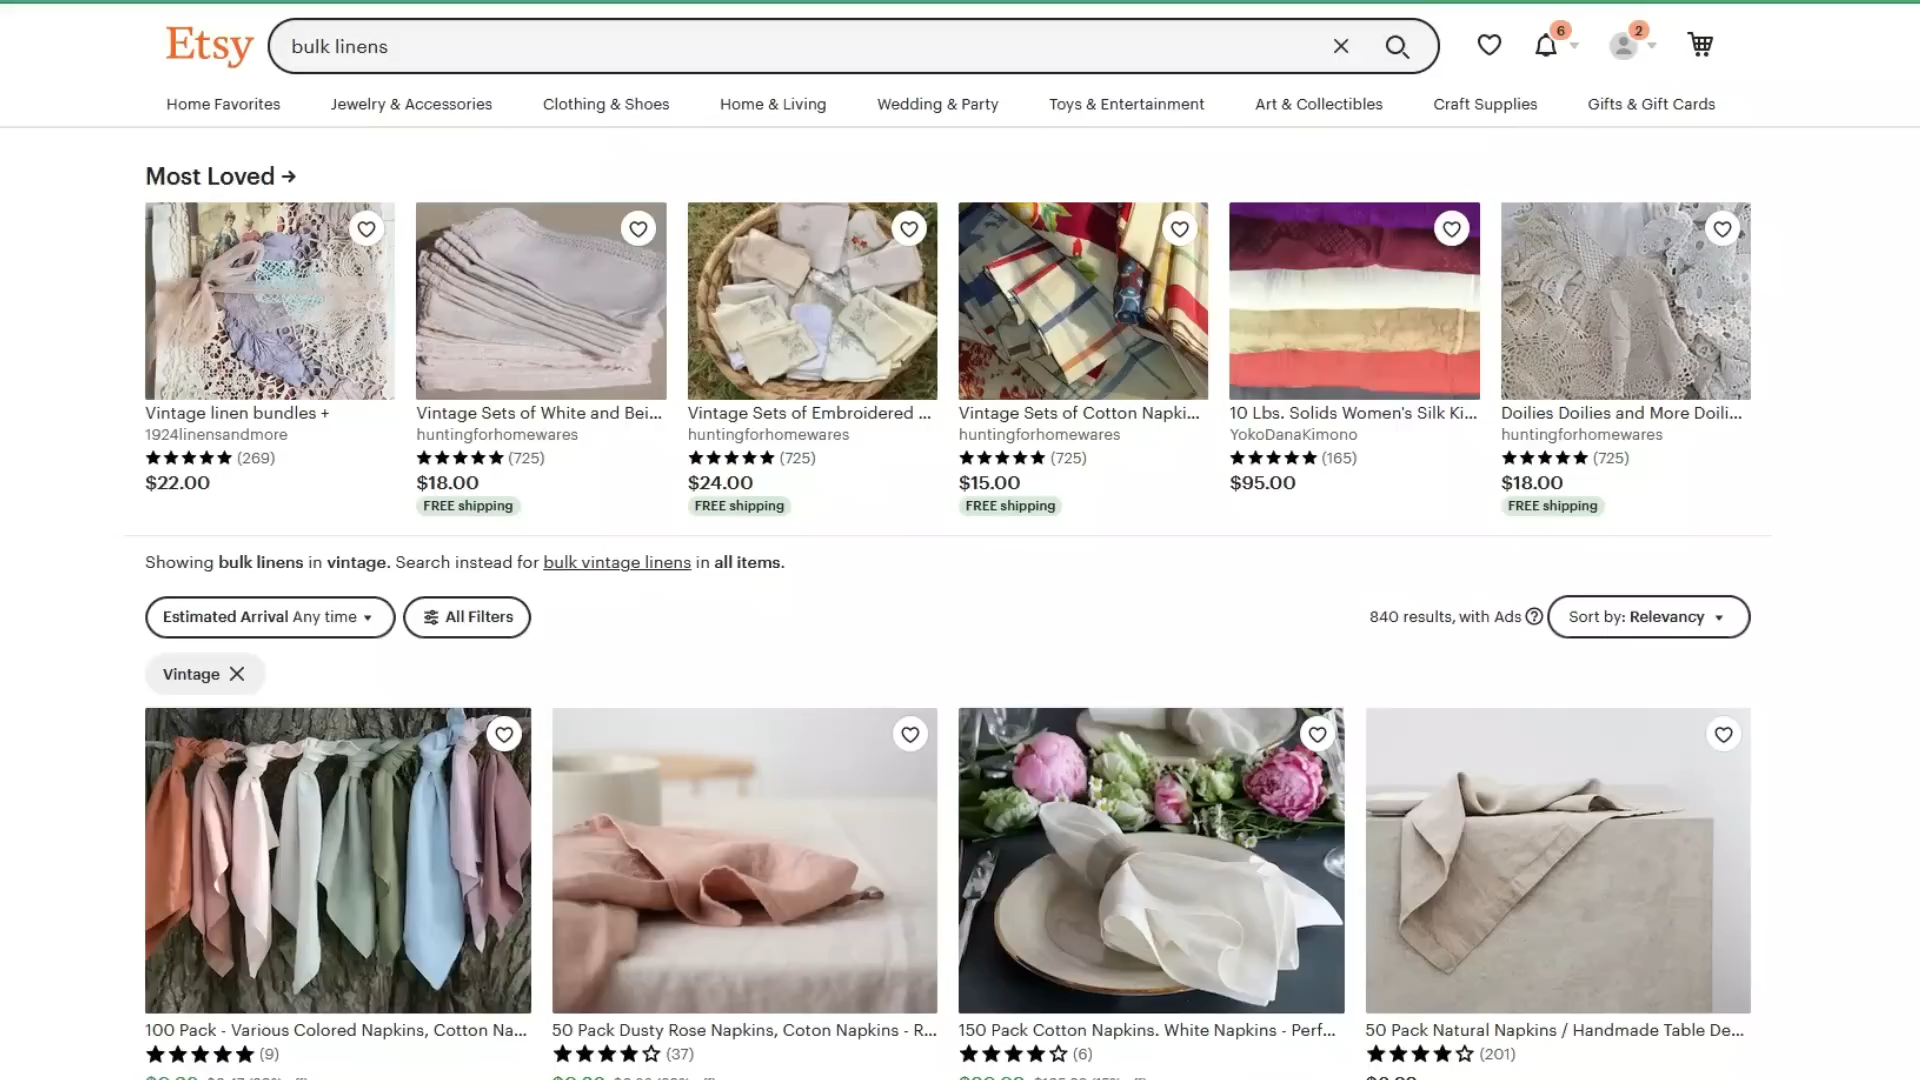 Etsy
bulk linens
6
2
Home Favorites
Jewelry & Accessories
Clothing & Shoes
Home & Living
Wedding & Party
Toys & Entertainment
Art & Collectibles
Craft Supplies
Gifts & Gift Cards
Most Loved →
Vintage linen bundles +
1924linensandmore
(269)
$22.00
Vintage Sets of White and Bei...
huntingforhomewares
(725)
$18.00
FREE shipping
Vintage Sets of Embroidered ...
huntingforhomewares
(725)
$24.00
FREE shipping
Vintage Sets of Cotton Napki...
huntingforhomewares
(725)
$15.00
FREE shipping
10 Lbs. Solids Women's Silk Ki...
YokoDanaKimono
(165)
$95.00
Doilies Doilies and More Doili...
huntingforhomewares
(725)
$18.00
FREE shipping
Showing bulk linens in vintage. Search instead for bulk vintage linens in all items.
Estimated Arrival Any time
All Filters
840 results, with Ads ?
Sort by: Relevancy
Vintage
100 Pack - Various Colored Napkins, Cotton Na...
(9)
50 Pack Dusty Rose Napkins, Coton Napkins - R...
(37)
150 Pack Cotton Napkins. White Napkins - Perf...
(6)
50 Pack Natural Napkins / Handmade Table De...
(201)